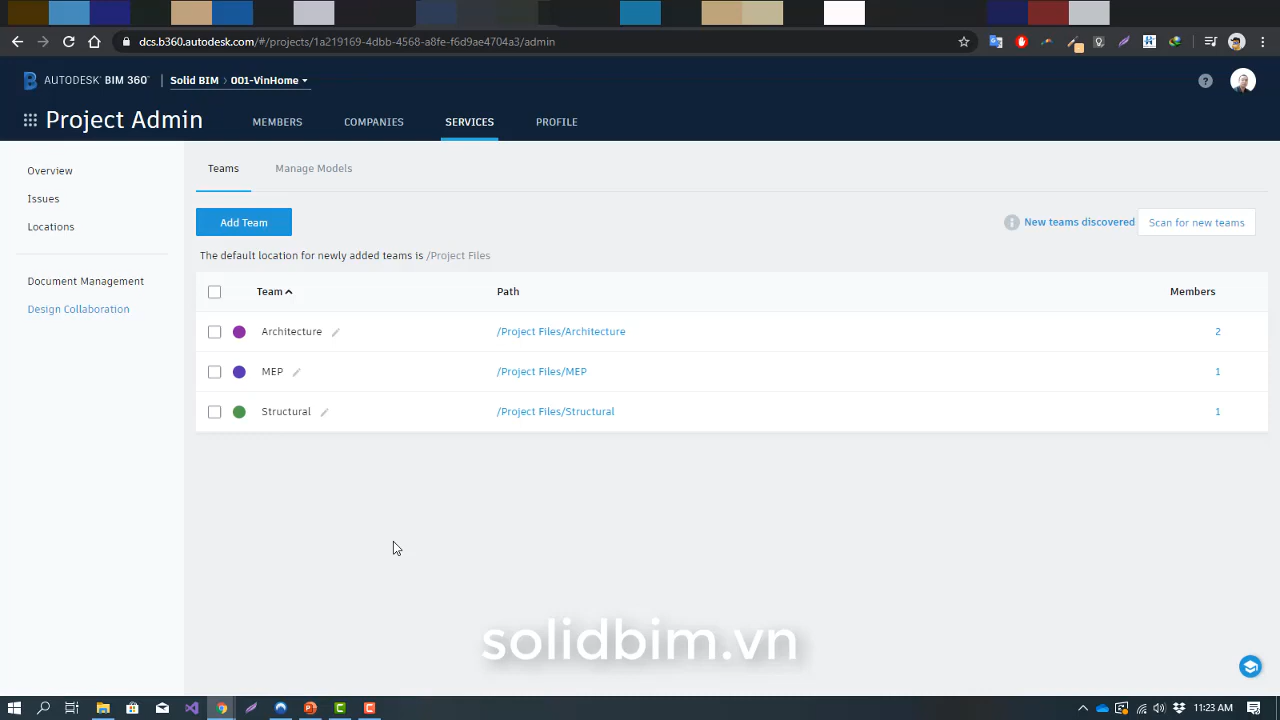 dcs.b360.autodesk.com/#/projects/1a219169-4dbb-4568-a8fe-f6d9ae4704a3/admin
AUTODESK® BIM 360™
Solid BIM › 001-VinHome
Project Admin
MEMBERS
COMPANIES
SERVICES
PROFILE
Overview
Issues
Locations
Document Management
Design Collaboration
Teams
Manage Models
Add Team
New teams discovered
Scan for new teams
The default location for newly added teams is /Project Files
Team Path Members
Architecture /Project Files/Architecture 2
MEP /Project Files/MEP 1
Structural /Project Files/Structural 1
solidbim.vn
11:23 AM